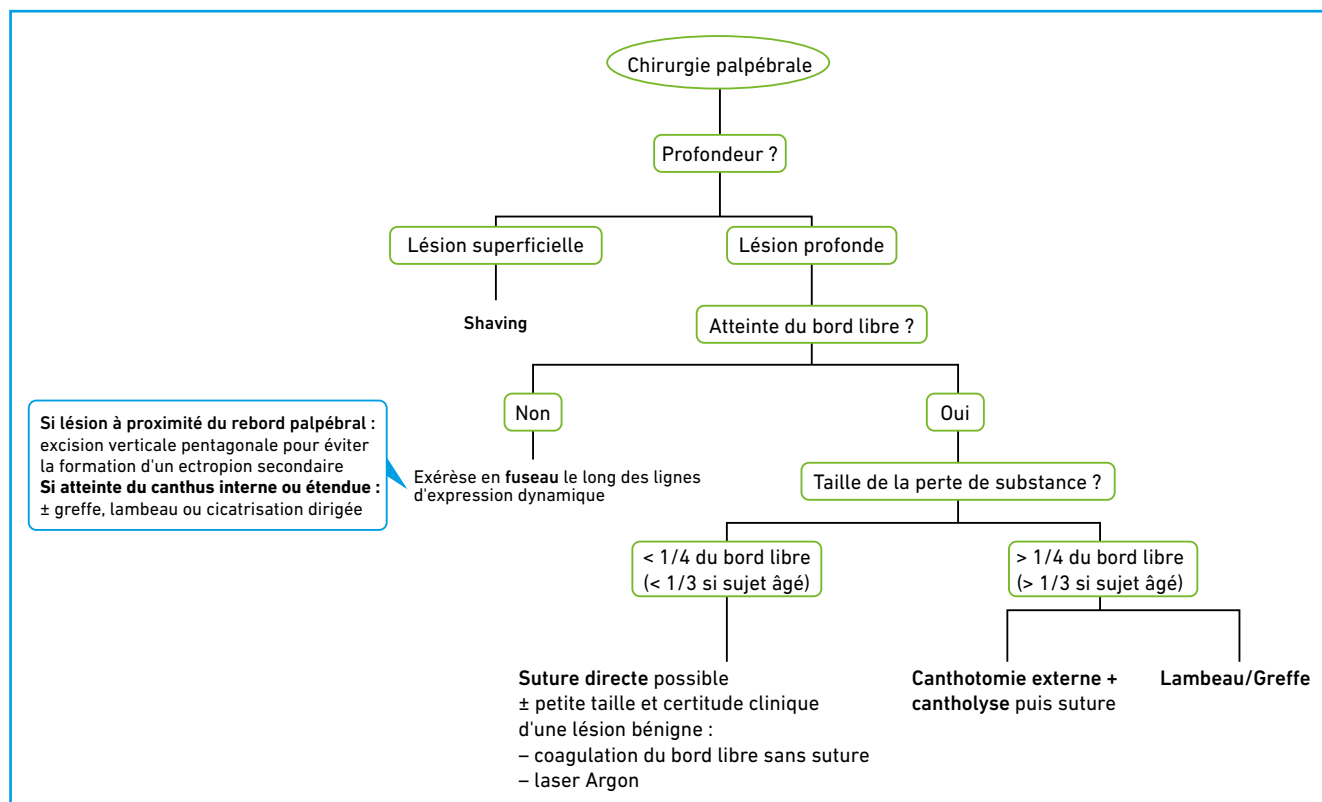 Chirurgie palpébrale
Profondeur ?
Lésion superficielle
Lésion profonde
Shaving
Atteinte du bord libre ?
Non
Oui
Si lésion à proximité du rebord palpébral :
excision verticale pentagonale pour éviter
la formation d'un ectropion secondaire
Si atteinte du canthus interne ou étendue :
± greffe, lambeau ou cicatrisation dirigée
Exérèse en fuseau le long des lignes
d'expression dynamique
Taille de la perte de substance ?
< 1/4 du bord libre
(< 1/3 si sujet âgé)
> 1/4 du bord libre
(> 1/3 si sujet âgé)
Suture directe possible
± petite taille et certitude clinique
d'une lésion bénigne :
– coagulation du bord libre sans suture
– laser Argon
Canthotomie externe +
cantholyse puis suture
Lambeau/Greffe